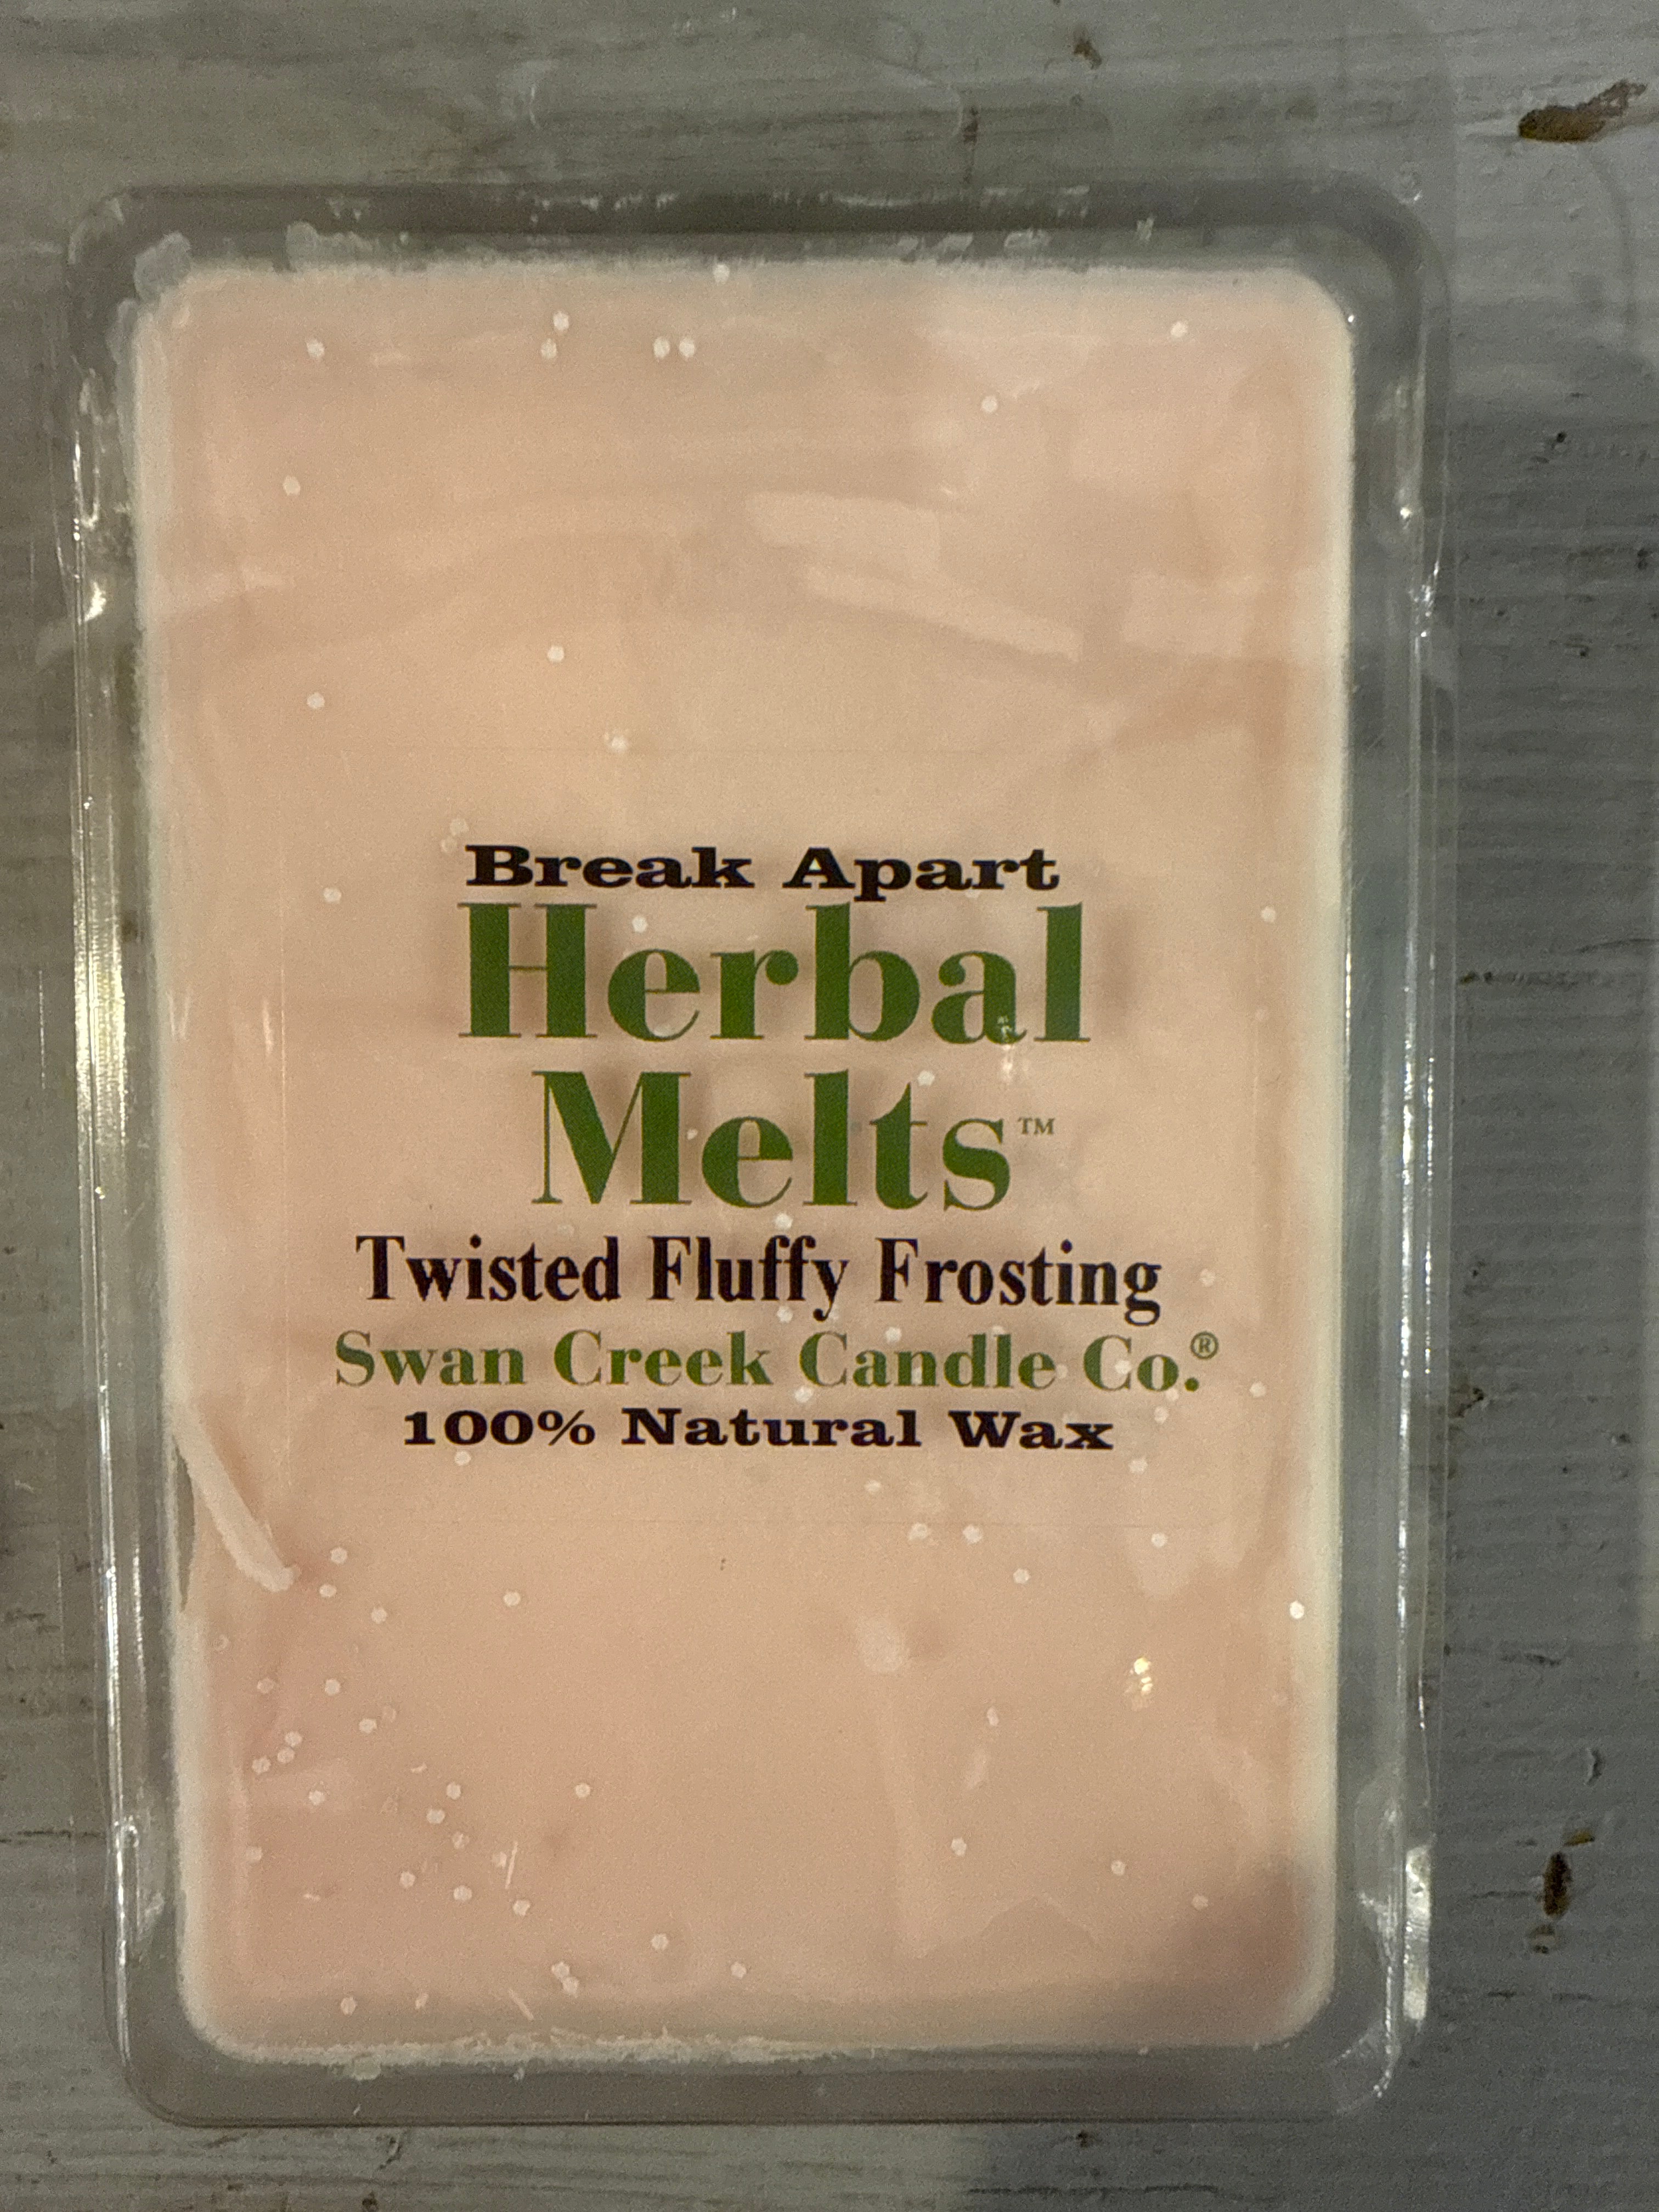 Break Apart
Herbal
Melts™
Twisted Fluffy Frosting
Swan Creek Candle Co.®
100% Natural Wax